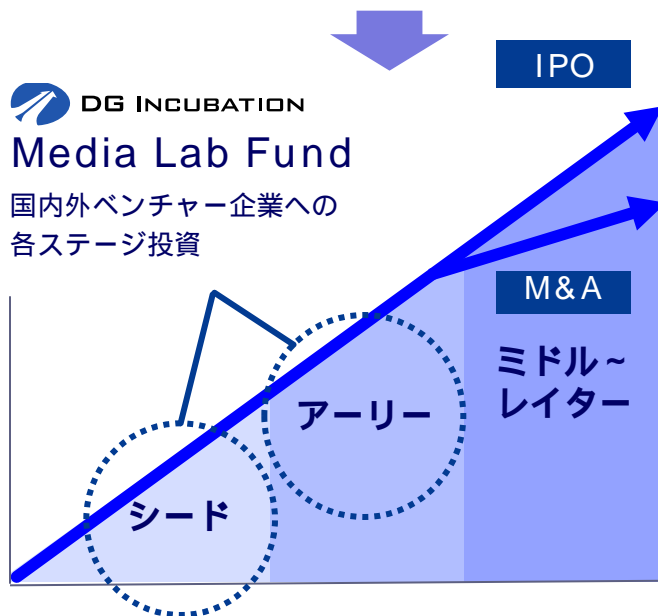 IPO
DG INCUBATION
Media Lab Fund
国内外ベンチャー企業への
各ステージ投資
M&A
ミドル~
レイター
アーリー
シード